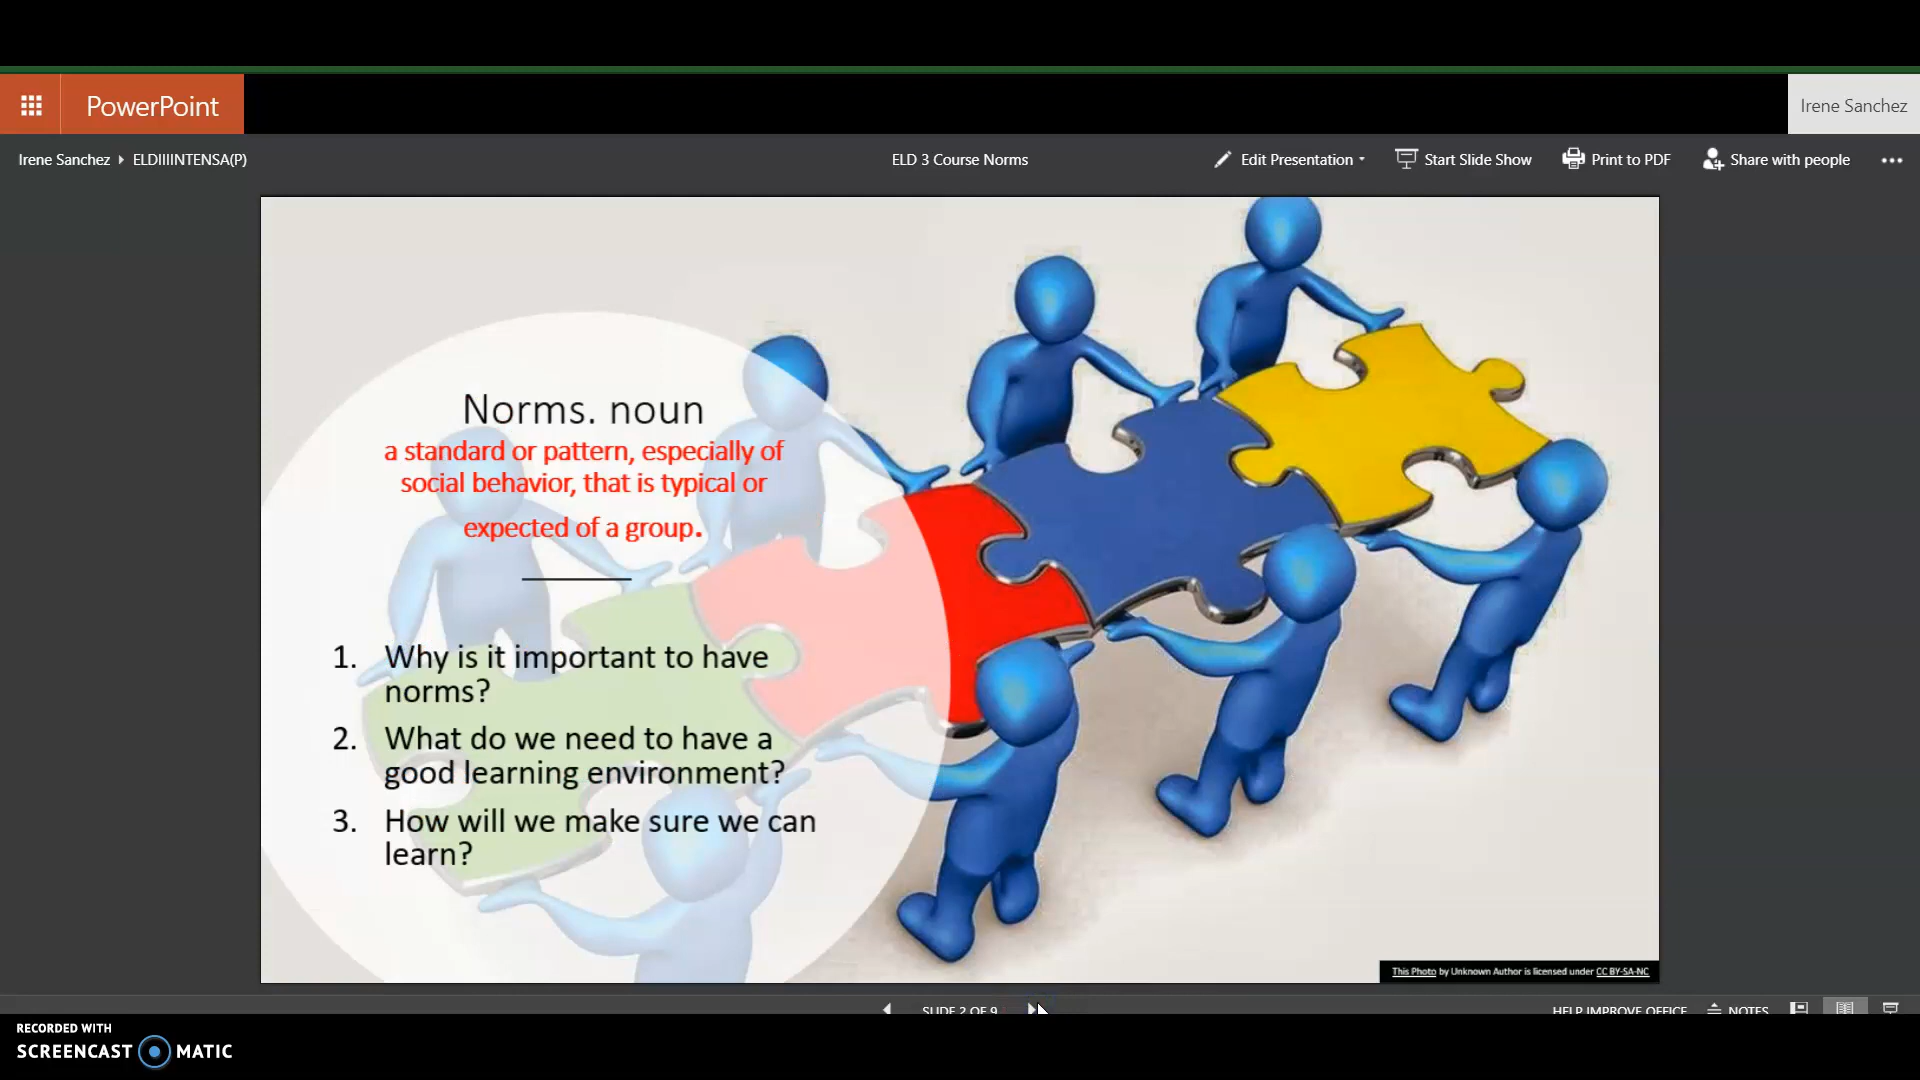 PowerPoint
Irene Sanchez
Irene Sanchez ▸ ELDIIIINTENSA(P)
ELD 3 Course Norms
Edit Presentation
Start Slide Show
Print to PDF
Share with people
Norms. noun
a standard or pattern, especially of
social behavior, that is typical or
expected of a group.
1. Why is it important to have
norms?
2. What do we need to have a
good learning environment?
3. How will we make sure we can
learn?
This Photo by Unknown Author is licensed under CC BY-SA-NC
SLIDE 2 OF 9
HELP IMPROVE OFFICE
NOTES
RECORDED WITH
SCREENCAST MATIC